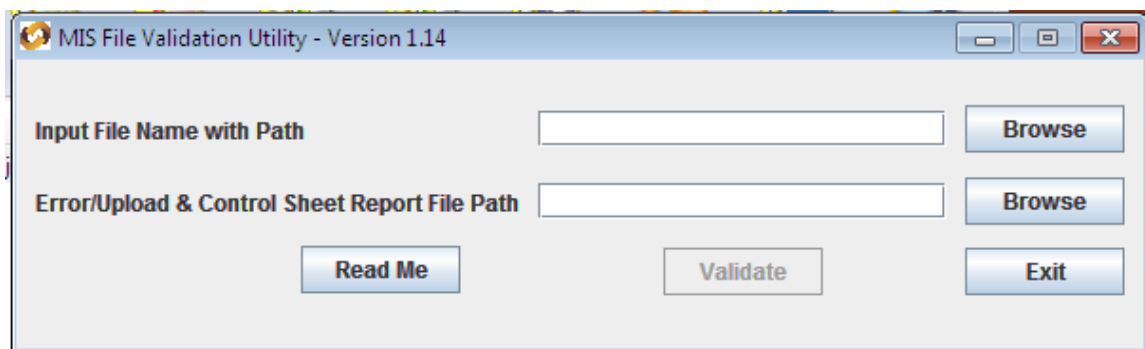 MIS File Validation Utility - Version 1.14
Input File Name with Path Browse
Error/Upload & Control Sheet Report File Path Browse
Read Me Validate Exit